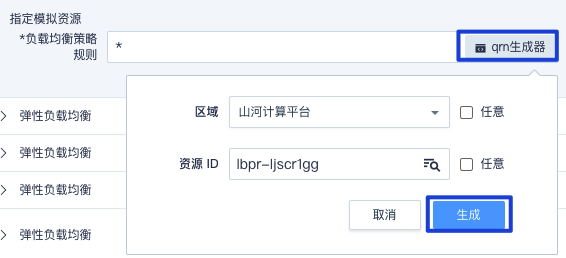 指定模拟资源
*负载均衡策略规则
*
qrn生成器
区域
山河计算平台
任意
资源 ID
lbpr-ljscr1gg
任意
取消
生成
弹性负载均衡
弹性负载均衡
弹性负载均衡
弹性负载均衡